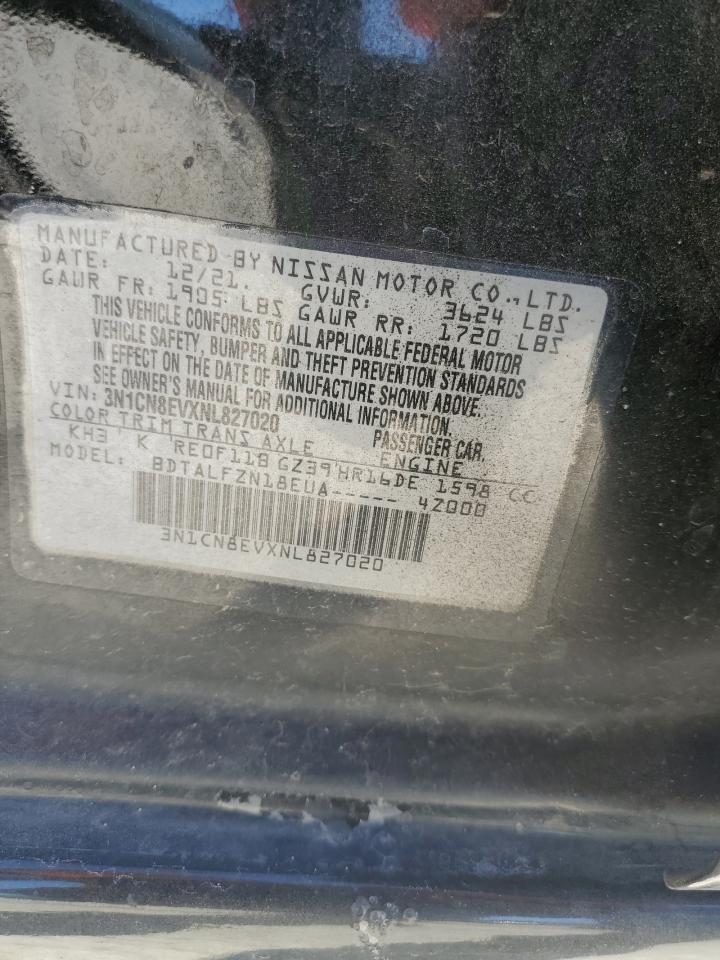 MANUFACTURED BY NISSAN MOTOR CO., LTD.
DATE: 12/21. GVWR: 3624 LBS
GAWR FR: 1905 LBS GAWR RR: 1720 LBS
THIS VEHICLE CONFORMS TO ALL APPLICABLE FEDERAL MOTOR
VEHICLE SAFETY, BUMPER AND THEFT PREVENTION STANDARDS
IN EFFECT ON THE DATE OF MANUFACTURE SHOWN ABOVE.
SEE OWNER'S MANUAL FOR ADDITIONAL INFORMATION.
VIN: 3N1CN8EVXNL827020 PASSENGER CAR.
COLOR TRIM TRANS AXLE ENGINE
KH3 K RE0F11B GZ39 HR16DE 1598 CC
MODEL: BDTALFZN18EUA----- 4Z000
3N1CN8EVXNL827020